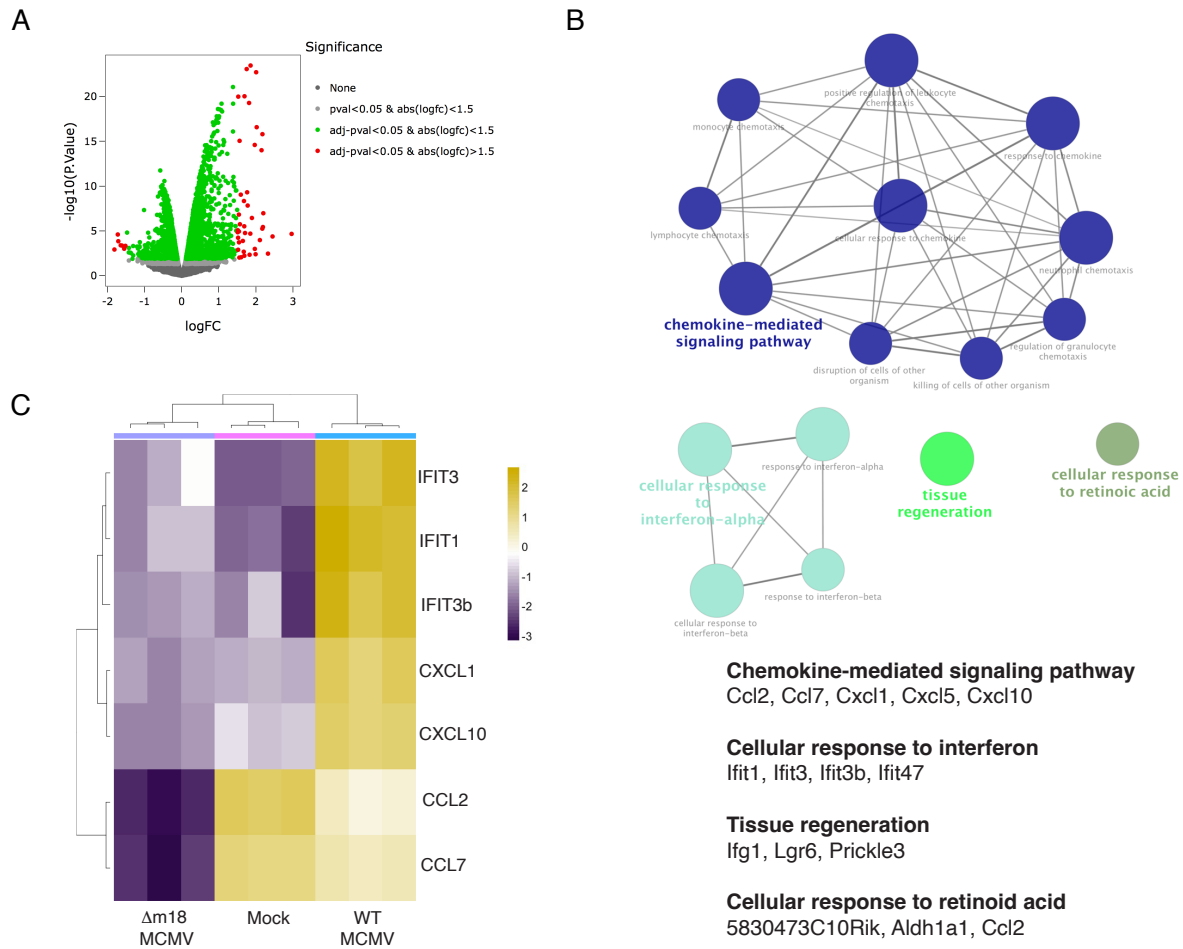 A
Significance
None
pval<0.05 & abs(logfc)<1.5
adj-pval<0.05 & abs(logfc)<1.5
adj-pval<0.05 & abs(logfc)>1.5
-log10(P.Value)
20
15
10
5
0
-2 -1 0 1 2 3
logFC
B
positive regulation of leukocyte
chemotaxis
monocyte chemotaxis
response to chemokine
lymphocyte chemotaxis
cellular response to chemokine
neutrophil chemotaxis
chemokine-mediated
signaling pathway
regulation of granulocyte
chemotaxis
disruption of cells of other
organism
killing of cells of other organism
cellular response
to
interferon-alpha
response to interferon-alpha
tissue
regeneration
cellular response
to retinoic acid
response to interferon-beta
cellular response to
interferon-beta
Chemokine-mediated signaling pathway
Ccl2, Ccl7, Cxcl1, Cxcl5, Cxcl10
Cellular response to interferon
Ifit1, Ifit3, Ifit3b, Ifit47
Tissue regeneration
Ifg1, Lgr6, Prickle3
Cellular response to retinoid acid
5830473C10Rik, Aldh1a1, Ccl2
C
IFIT3
IFIT1
IFIT3b
CXCL1
CXCL10
CCL2
CCL7
2
1
0
-1
-2
-3
Δm18
MCMV
Mock
WT
MCMV